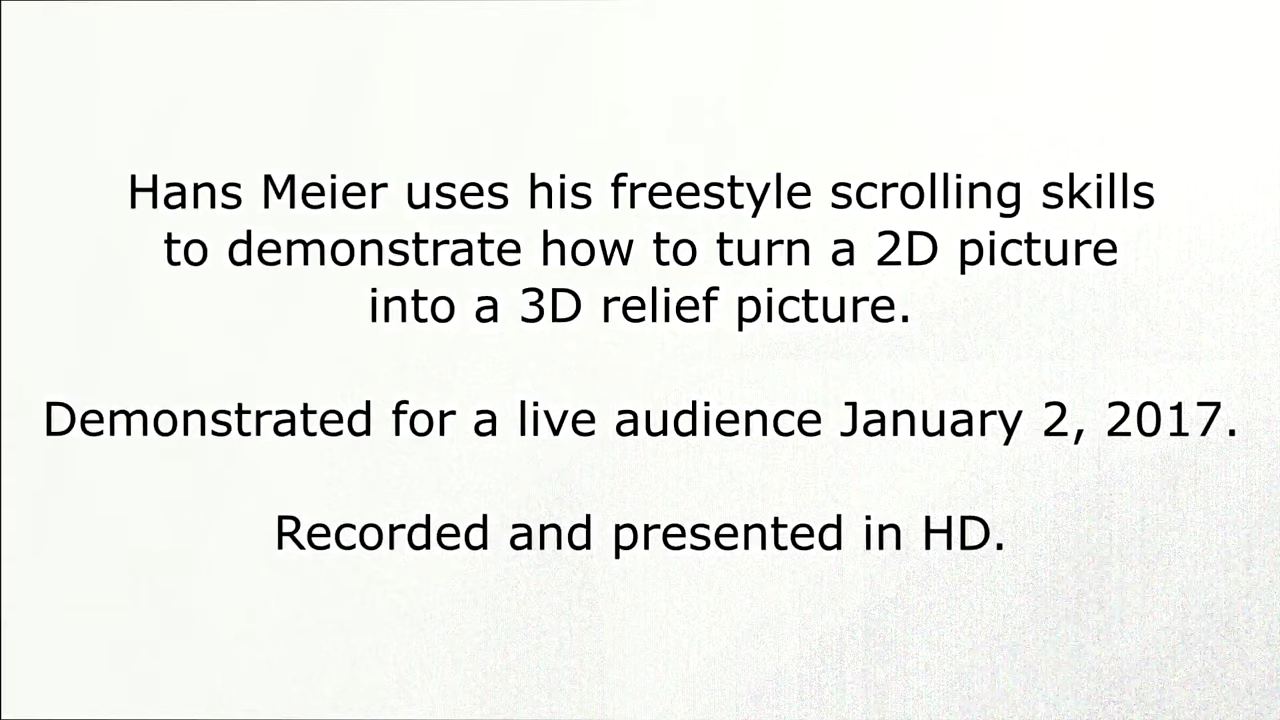 Hans Meier uses his freestyle scrolling skills
to demonstrate how to turn a 2D picture
into a 3D relief picture.
Demonstrated for a live audience January 2, 2017.
Recorded and presented in HD.